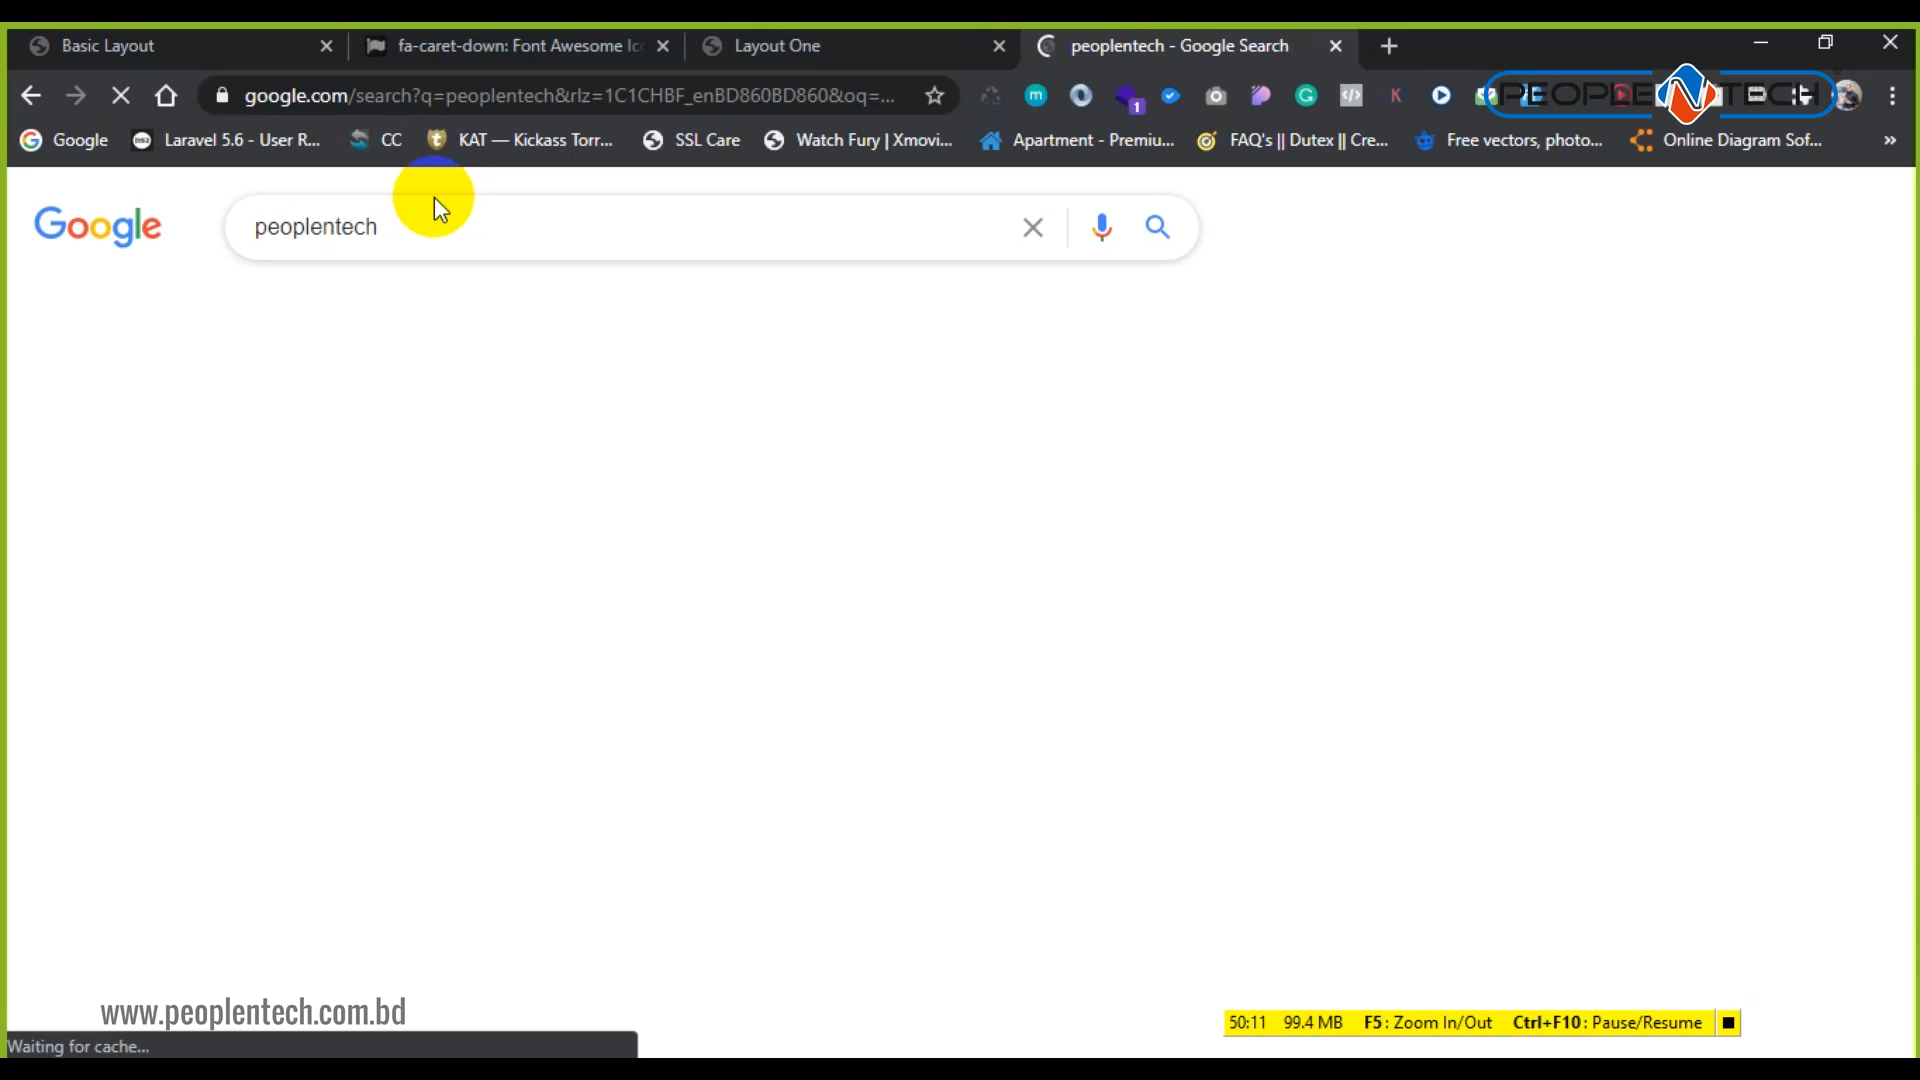 Basic Layout
fa-caret-down: Font Awesome Ic
Layout One
peoplentech - Google Search
google.com/search?q=peoplentech&rlz=1C1CHBF_enBD860BD860&oq=...
PEOPLE N TECH
Google
Laravel 5.6 - User R...
CC
KAT — Kickass Torr...
SSL Care
Watch Fury | Xmovi...
Apartment - Premiu...
FAQ's || Dutex || Cre...
Free vectors, photo...
Online Diagram Sof...
»
Google
peoplentech
www.peoplentech.com.bd
50:11 99.4 MB F5: Zoom In/Out Ctrl+F10: Pause/Resume
Waiting for cache...